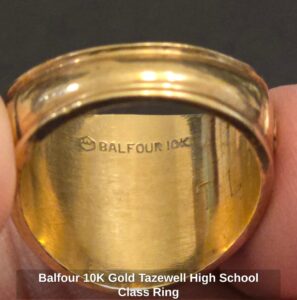 BALFOUR 10K
Balfour 10K Gold Tazewell High School
Class Ring